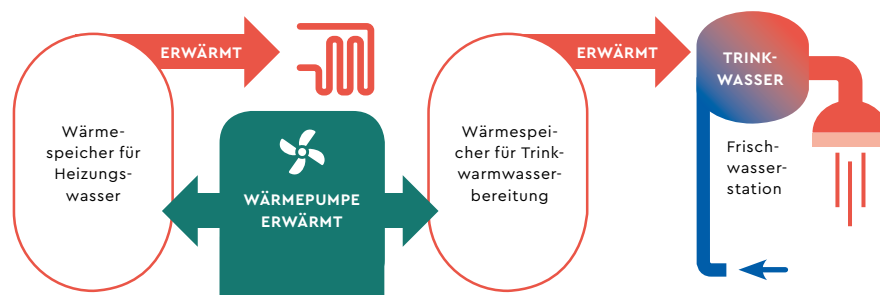 ERWÄRMT
Wärme-
speicher für
Heizungs-
wasser
WÄRMEPUMPE
ERWÄRMT
Wärmespei-
cher für Trink-
warmwasser-
bereitung
ERWÄRMT
TRINK-
WASSER
Frisch-
wasser-
station